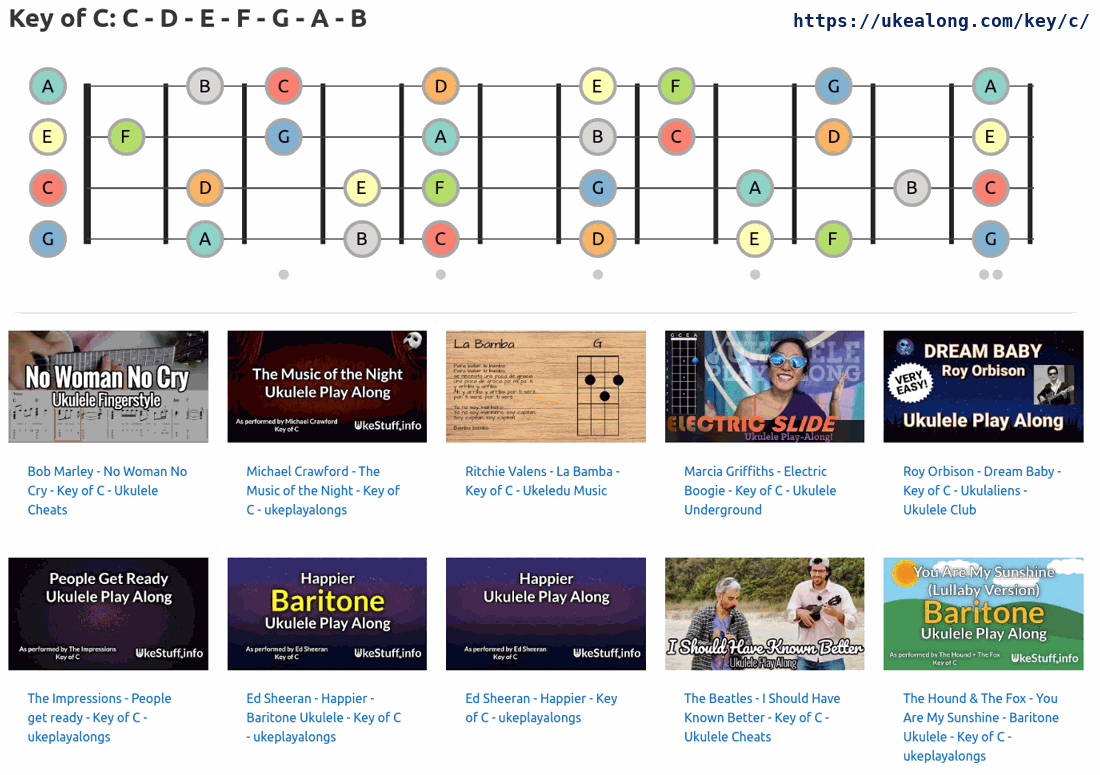 Key of C: C - D - E - F - G - A - B
https://ukealong.com/key/c/
A B C D E F G A
E F G A B C D E
C D E F G A B C
G A B C D E F G
No Woman No Cry
Ukulele Fingerstyle
The Music of the Night
Ukulele Play Along
As performed by Michael Crawford
Key of C
UkeStuff.info
La Bamba
G
Para bailar la bamba
G C E A
UKULELE
PLAY ALONG
ELECTRIC SLIDE
Ukulele Play-Along!
DREAM BABY
Roy Orbison
VERY
EASY!
Ukulele Play Along
Bob Marley - No Woman No
Cry - Key of C - Ukulele
Cheats
Michael Crawford - The
Music of the Night - Key of
C - ukeplayalongs
Ritchie Valens - La Bamba -
Key of C - Ukeledu Music
Marcia Griffiths - Electric
Boogie - Key of C - Ukulele
Underground
Roy Orbison - Dream Baby -
Key of C - Ukulaliens -
Ukulele Club
People Get Ready
Ukulele Play Along
As performed by The Impressions
Key of C
UkeStuff.info
Happier
Baritone
Ukulele Play Along
As performed by Ed Sheeran
Key of C
UkeStuff.info
Happier
Ukulele Play Along
As performed by Ed Sheeran
Key of C
UkeStuff.info
I Should Have Known Better
Ukulele Play Along
You Are My Sunshine
(Lullaby Version)
Baritone
Ukulele Play Along
As performed by The Hound + The Fox
Key of C
UkeStuff.info
The Impressions - People
get ready - Key of C -
ukeplayalongs
Ed Sheeran - Happier -
Baritone Ukulele - Key of C
- ukeplayalongs
Ed Sheeran - Happier - Key
of C - ukeplayalongs
The Beatles - I Should Have
Known Better - Key of C -
Ukulele Cheats
The Hound & The Fox - You
Are My Sunshine - Baritone
Ukulele - Key of C -
ukeplayalongs